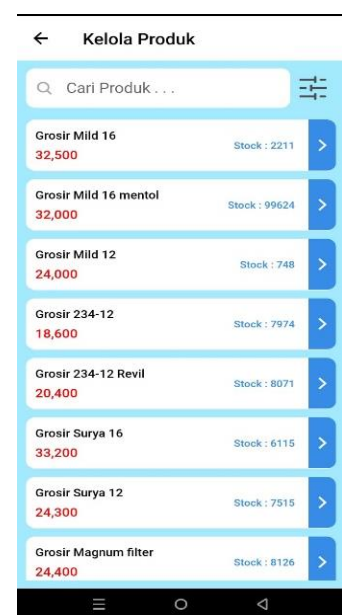 Kelola Produk
Cari Produk . . .
Grosir Mild 16
32,500
Stock : 2211
Grosir Mild 16 mentol
32,000
Stock : 99624
Grosir Mild 12
24,000
Stock : 748
Grosir 234-12
18,600
Stock : 7974
Grosir 234-12 Revil
20,400
Stock : 8071
Grosir Surya 16
33,200
Stock : 6115
Grosir Surya 12
24,300
Stock : 7515
Grosir Magnum filter
24,400
Stock : 8126